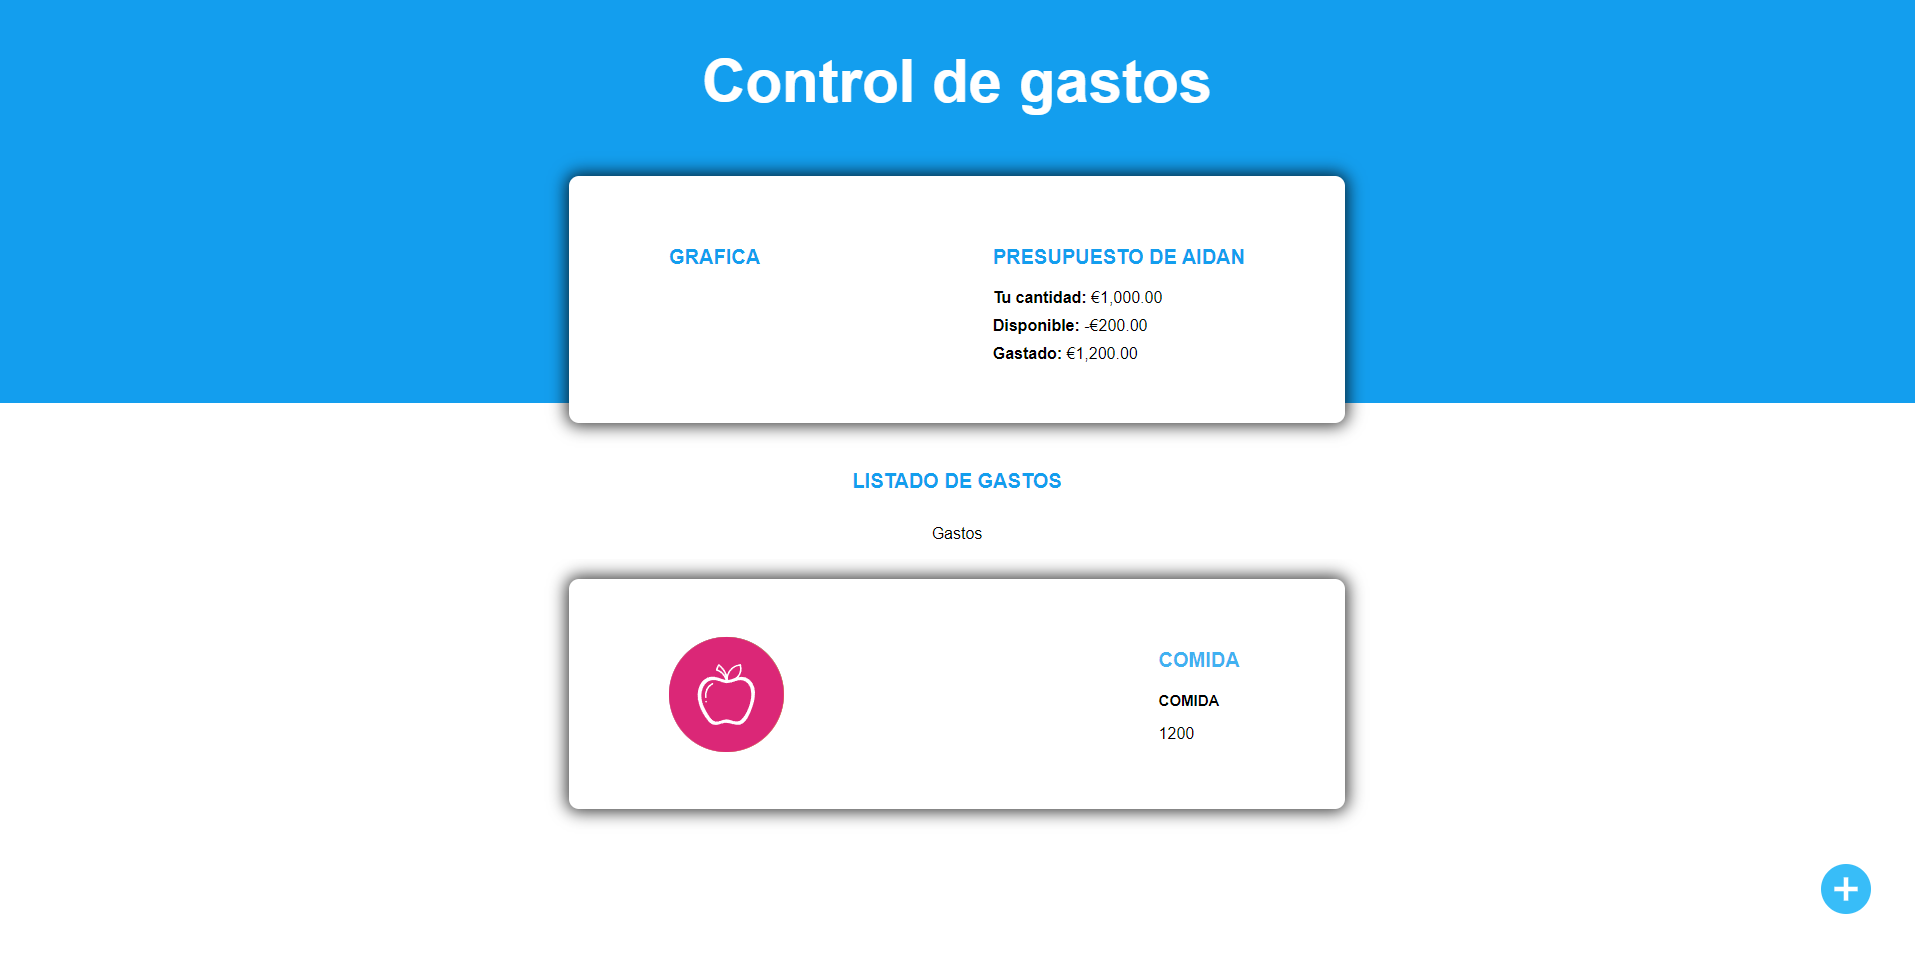 Control de gastos
GRAFICA
PRESUPUESTO DE AIDAN
Tu cantidad: €1,000.00
Disponible: -€200.00
Gastado: €1,200.00
LISTADO DE GASTOS
Gastos
COMIDA
COMIDA
1200